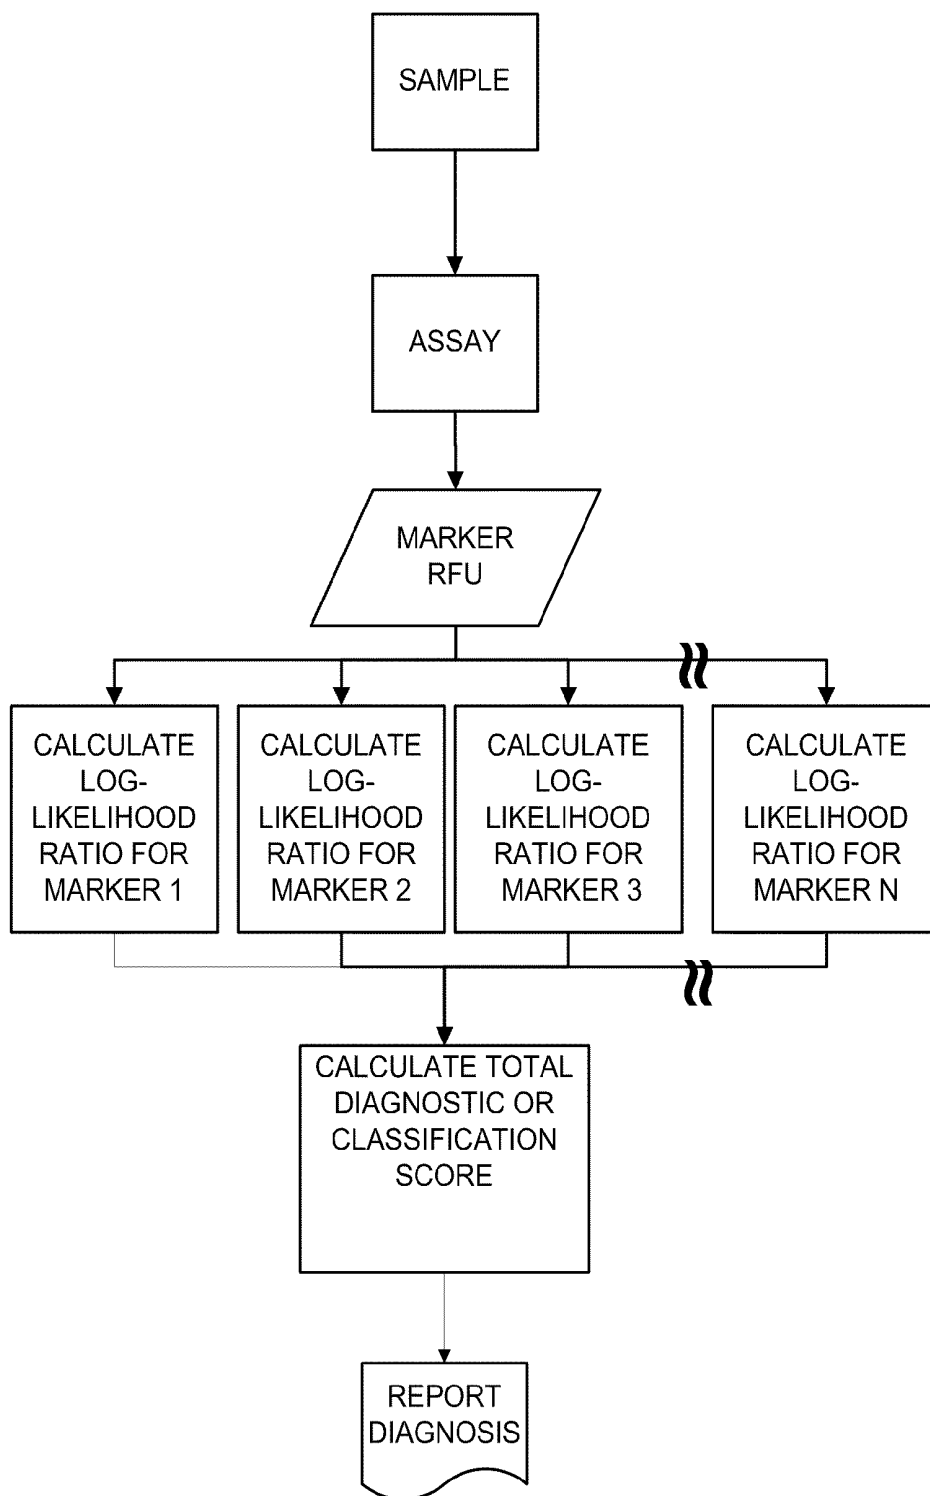 SAMPLE
ASSAY
MARKER
RFU
CALCULATE
LOG-
LIKELIHOOD
RATIO FOR
MARKER 1
CALCULATE
LOG-
LIKELIHOOD
RATIO FOR
MARKER 2
CALCULATE
LOG-
LIKELIHOOD
RATIO FOR
MARKER 3
CALCULATE
LOG-
LIKELIHOOD
RATIO FOR
MARKER N
CALCULATE TOTAL
DIAGNOSTIC OR
CLASSIFICATION
SCORE
REPORT
DIAGNOSIS